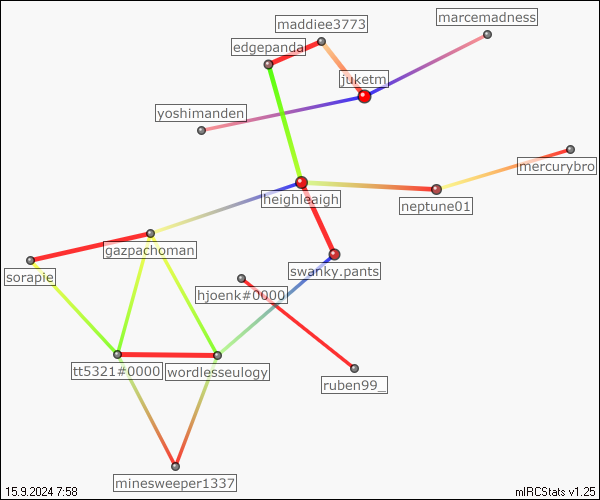 marcemadness
maddiee3773
edgepanda
juketm
yoshimanden
mercurybro
heighleaigh
neptune01
gazpachoman
sorapie
swanky.pants
hjoenk#0000
tt5321#0000
wordlesseulogy
ruben99_
minesweeper1337
15.9.2024 7:58
mIRCStats v1.25